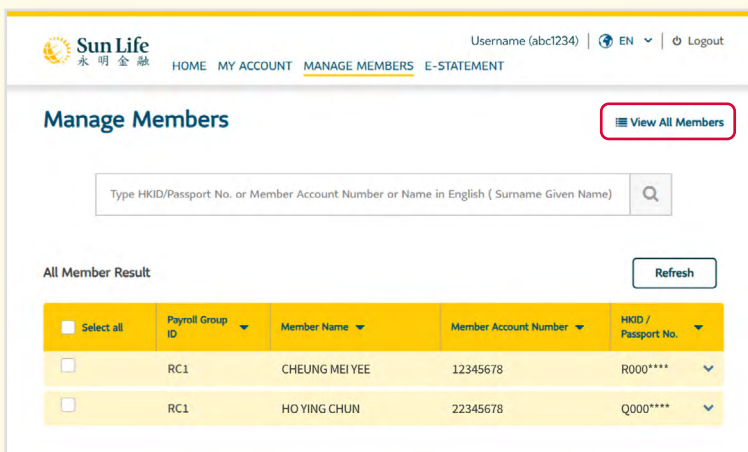 Sun Life
永明金融
Username (abc1234) | EN | Logout
HOME MY ACCOUNT MANAGE MEMBERS E-STATEMENT
Manage Members
View All Members
Type HKID/Passport No. or Member Account Number or Name in English ( Surname Given Name)
All Member Result
Refresh
Select all
Payroll Group
ID
Member Name
Member Account Number
HKID /
Passport No.
RC1 CHEUNG MEI YEE 12345678 R000****
RC1 HO YING CHUN 22345678 Q000****